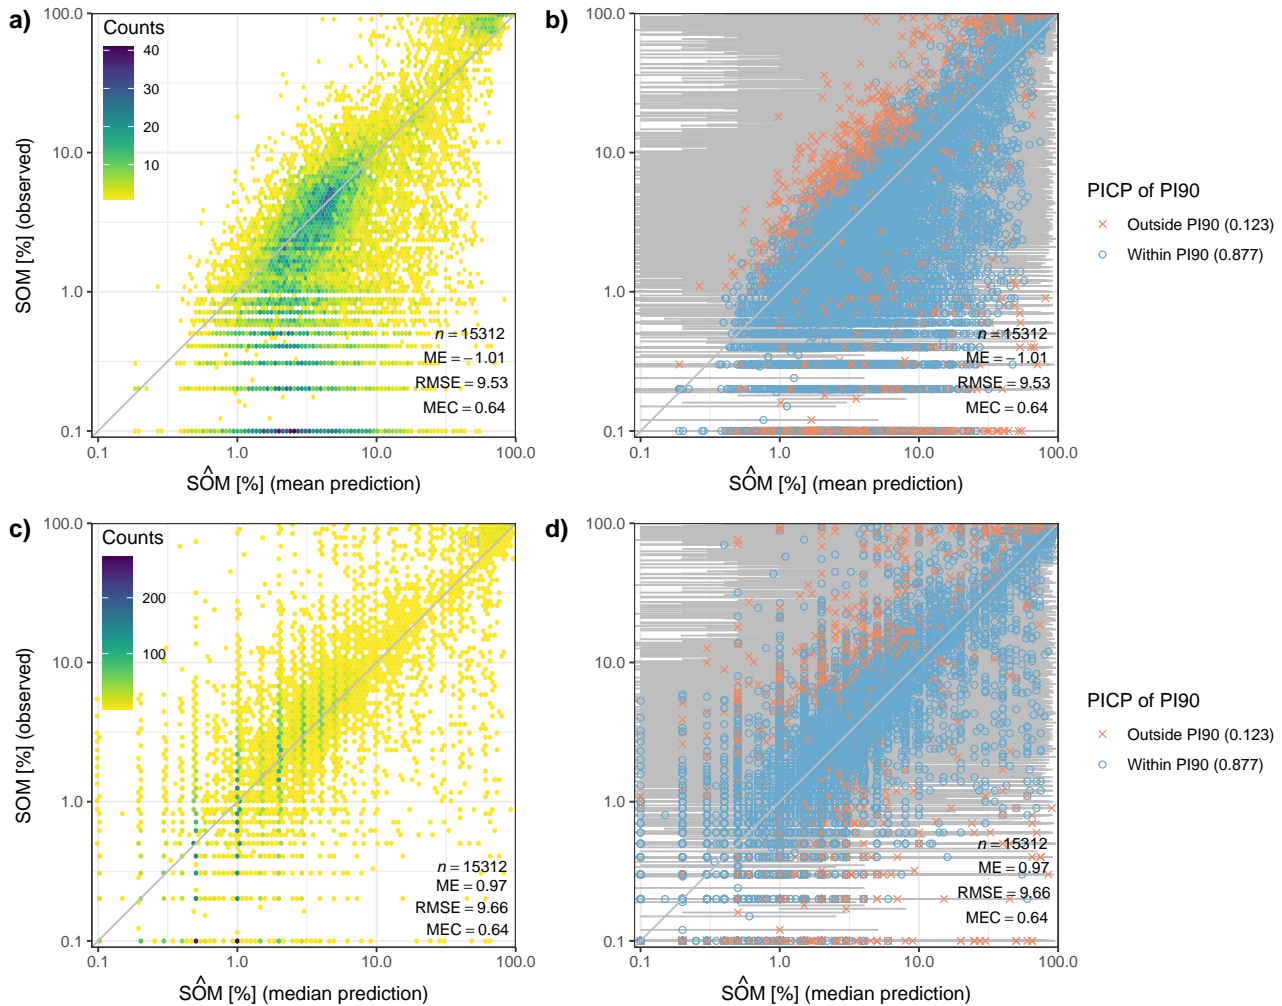 a)
Counts
40
30
20
10
100.0
10.0
1.0
0.1
SOM [%] (observed)
n = 15312
ME = −1.01
RMSE = 9.53
MEC = 0.64
0.1 1.0 10.0 100.0
SÔM [%] (mean prediction)
b)
100.0
10.0
1.0
0.1
n = 15312
ME = −1.01
RMSE = 9.53
MEC = 0.64
0.1 1.0 10.0 100.0
SÔM [%] (mean prediction)
PICP of PI90
Outside PI90 (0.123)
Within PI90 (0.877)
c)
Counts
200
100
100.0
10.0
1.0
0.1
SOM [%] (observed)
n = 15312
ME = 0.97
RMSE = 9.66
MEC = 0.64
0.1 1.0 10.0 100.0
SÔM [%] (median prediction)
d)
100.0
10.0
1.0
0.1
n = 15312
ME = 0.97
RMSE = 9.66
MEC = 0.64
0.1 1.0 10.0 100.0
SÔM [%] (median prediction)
PICP of PI90
Outside PI90 (0.123)
Within PI90 (0.877)